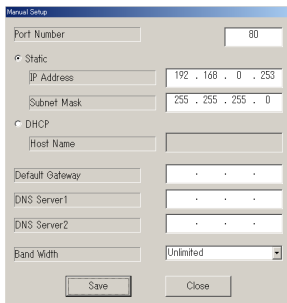 Manual Setup
Port Number 80
Static
IP Address 192 . 168 . 0 . 253
Subnet Mask 255 . 255 . 255 . 0
DHCP
Host Name
Default Gateway . . .
DNS Server1 . . .
DNS Server2 . . .
Band Width Unlimited
Save Close